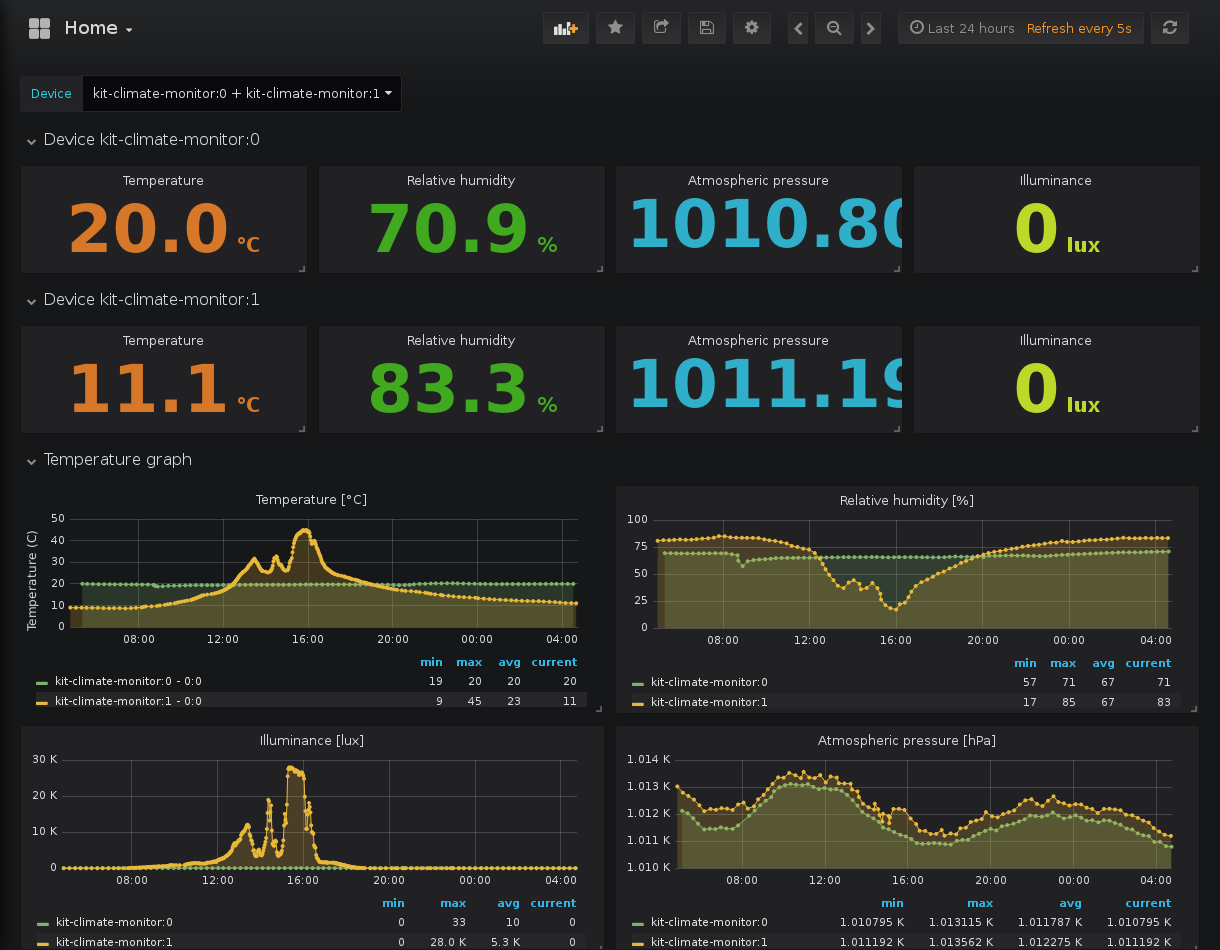 Home
Last 24 hours Refresh every 5s
Device kit-climate-monitor:0 + kit-climate-monitor:1
Device kit-climate-monitor:0
Temperature Relative humidity Atmospheric pressure Illuminance
20.0 °C 70.9 % 1010.80 0 lux
Device kit-climate-monitor:1
Temperature Relative humidity Atmospheric pressure Illuminance
11.1 °C 83.3 % 1011.19 0 lux
Temperature graph
Temperature [°C]
Temperature (C)
50
40
30
20
10
0
08:00 12:00 16:00 20:00 00:00 04:00
min max avg current
kit-climate-monitor:0 - 0:0 19 20 20 20
kit-climate-monitor:1 - 0:0 9 45 23 11
Relative humidity [%]
100
75
50
25
0
08:00 12:00 16:00 20:00 00:00 04:00
min max avg current
kit-climate-monitor:0 57 71 67 71
kit-climate-monitor:1 17 85 67 83
Illuminance [lux]
30 K
20 K
10 K
0
08:00 12:00 16:00 20:00 00:00 04:00
min max avg current
kit-climate-monitor:0 0 33 10 0
kit-climate-monitor:1 0 28.0 K 5.3 K 0
Atmospheric pressure [hPa]
1.014 K
1.013 K
1.012 K
1.011 K
1.010 K
08:00 12:00 16:00 20:00 00:00 04:00
min max avg current
kit-climate-monitor:0 1.010795 K 1.013115 K 1.011787 K 1.010795 K
kit-climate-monitor:1 1.011192 K 1.013562 K 1.012275 K 1.011192 K